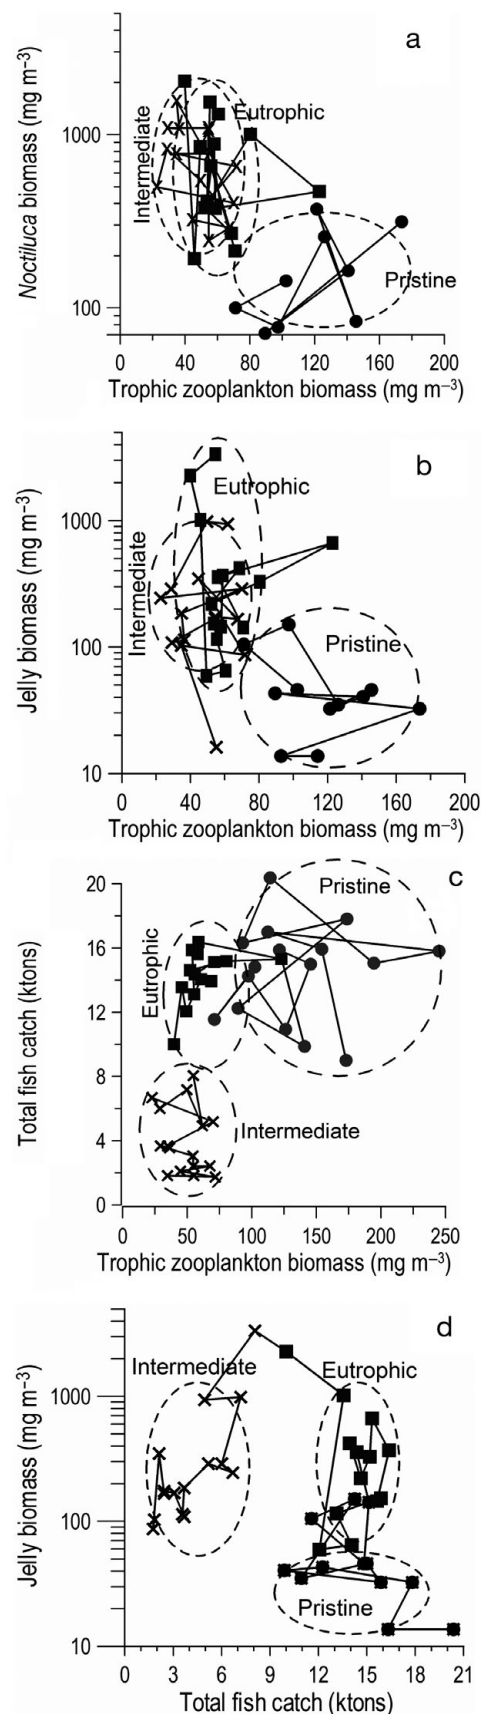 a
Noctiluca biomass (mg m–3)
1000
100
Intermediate
Eutrophic
Pristine
0 40 80 120 160 200
Trophic zooplankton biomass (mg m–3)
b
Jelly biomass (mg m–3)
1000
100
10
Intermediate
Eutrophic
Pristine
0 40 80 120 160 200
Trophic zooplankton biomass (mg m–3)
c
Total fish catch (ktons)
20
16
12
8
4
0
Eutrophic
Pristine
Intermediate
0 50 100 150 200 250
Trophic zooplankton biomass (mg m–3)
d
Jelly biomass (mg m–3)
1000
100
10
Intermediate
Eutrophic
Pristine
0 3 6 9 12 15 18 21
Total fish catch (ktons)